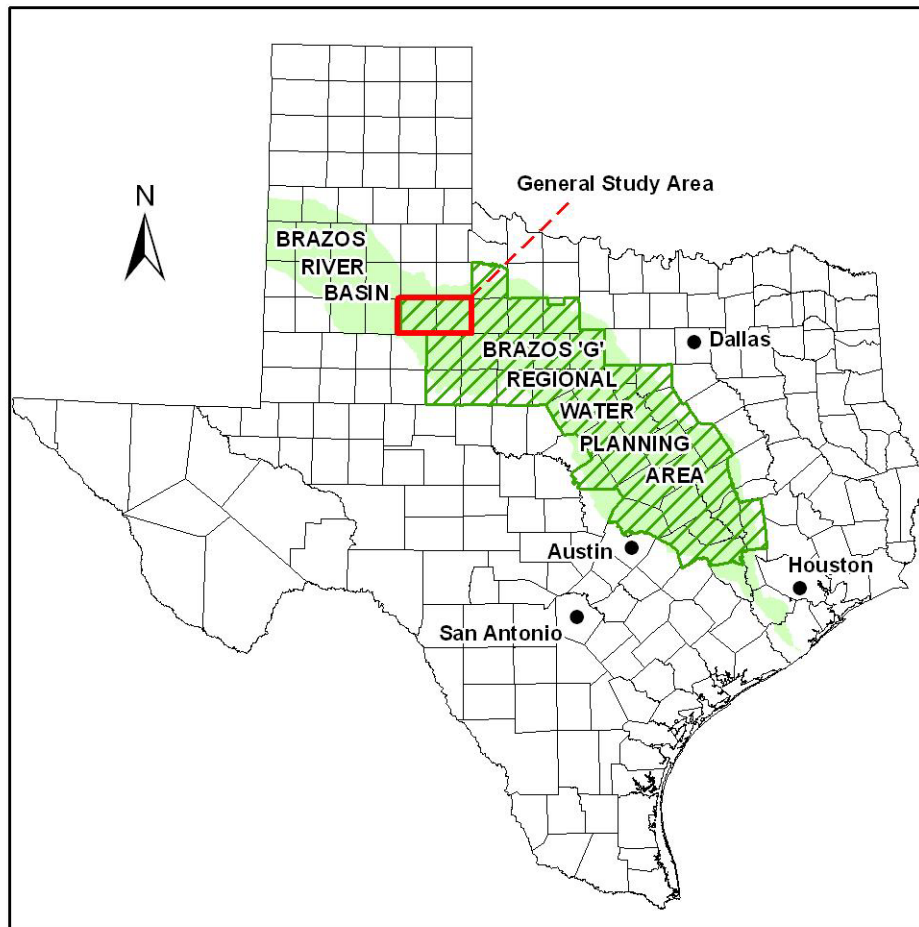 General Study Area
N
BRAZOS
RIVER
BASIN
Dallas
BRAZOS 'G'
REGIONAL
WATER
PLANNING
AREA
Austin
Houston
San Antonio